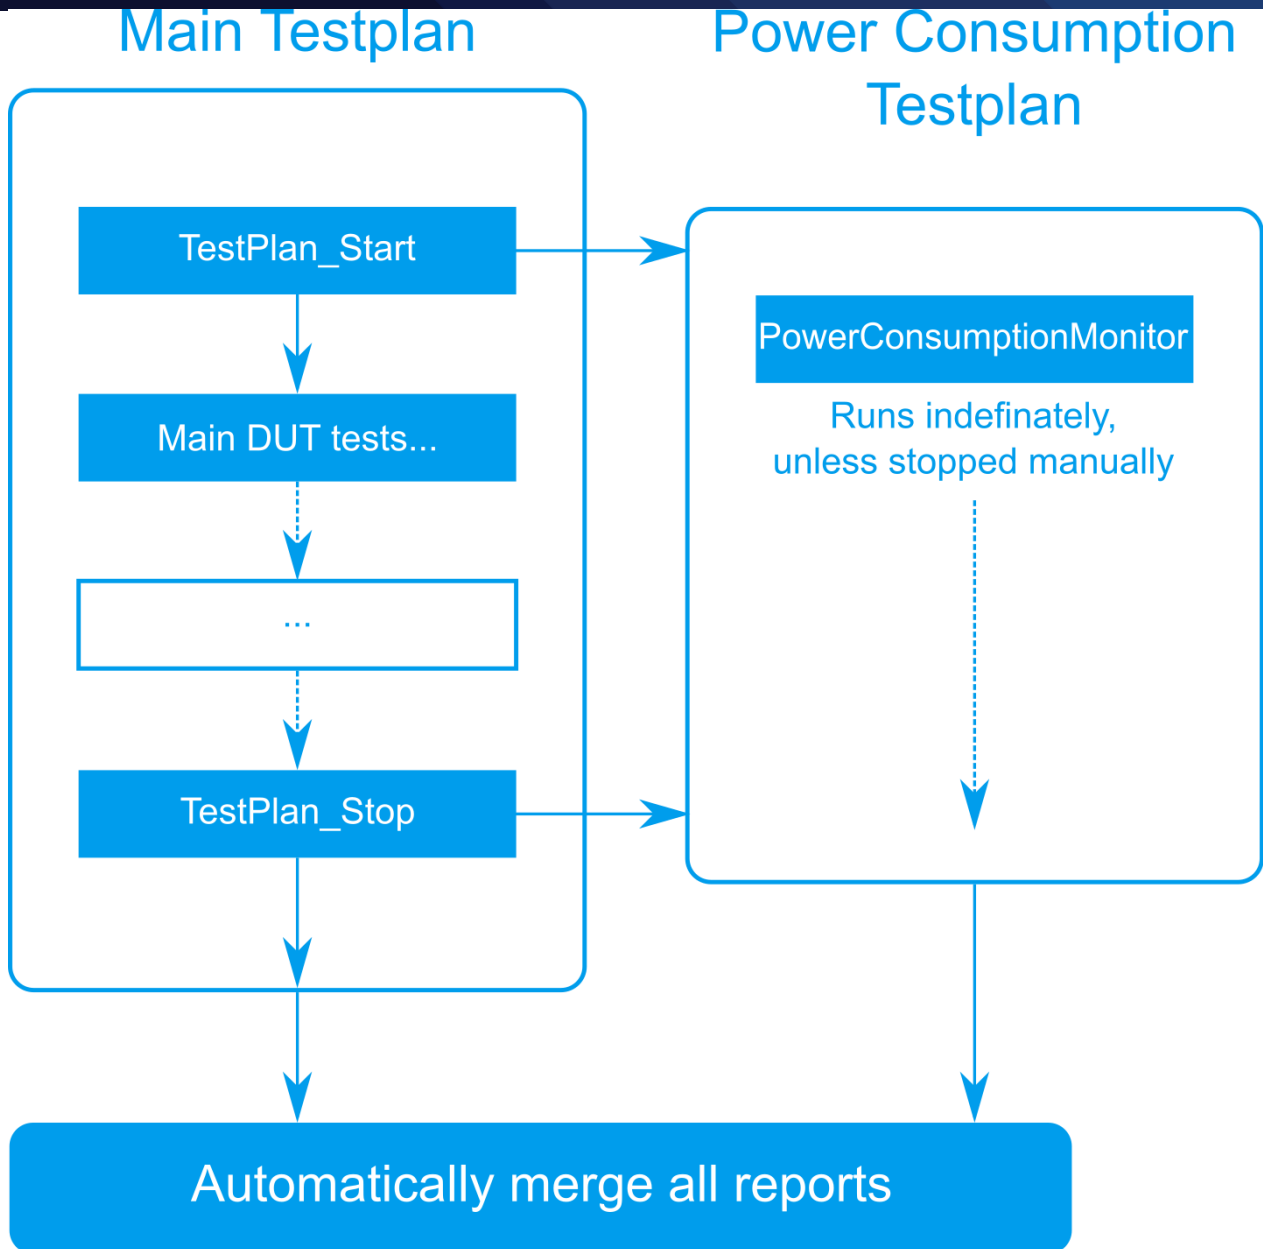 Main Testplan
TestPlan_Start
Main DUT tests...
...
TestPlan_Stop
Power Consumption
Testplan
PowerConsumptionMonitor
Runs indefinately,
unless stopped manually
Automatically merge all reports